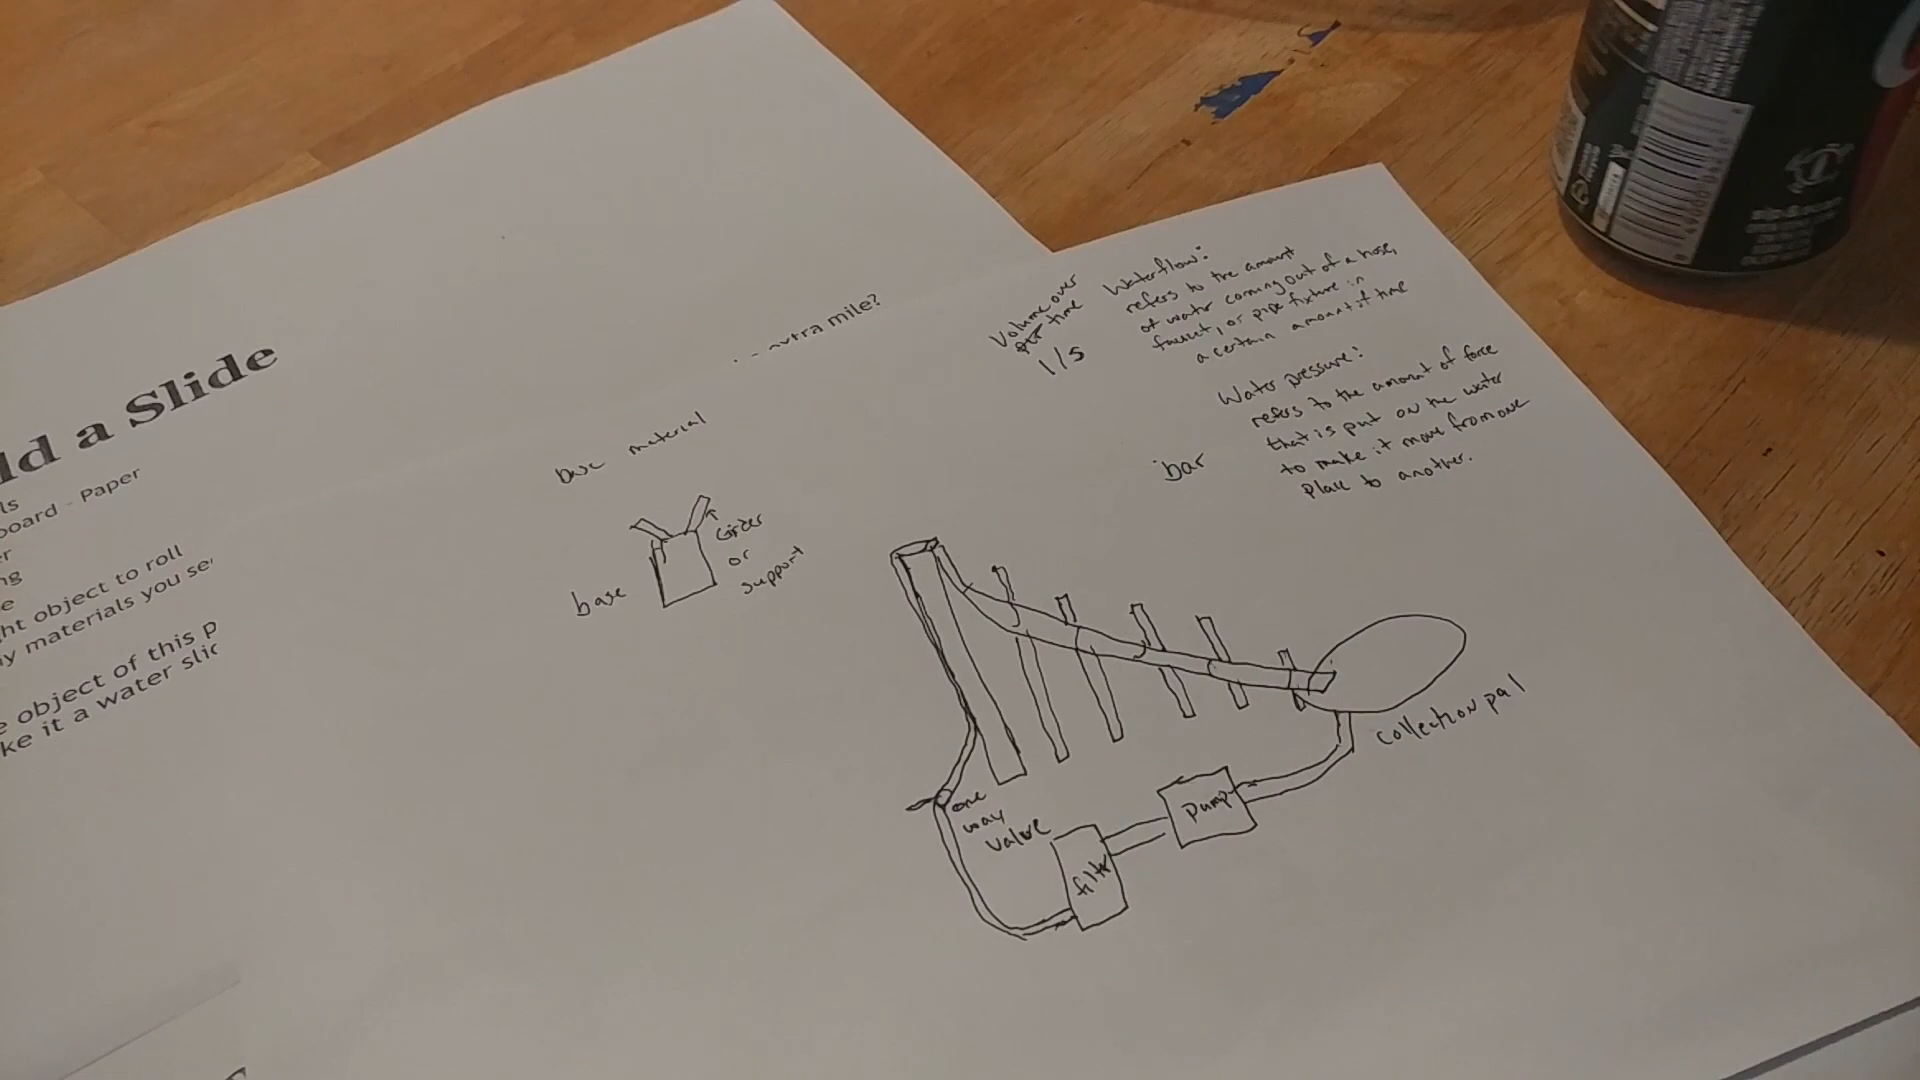 ld a Slide
ls
board - Paper
er
ng
e
ht object to roll
y materials you se
e object of this p
ke it a water slid
extra mile?
base material
base
Girder
or
support
Volume over
time
l/s
Waterflow:
refers to the amount
of water coming out of a hose,
faucet, or pipe fixture in
a certain amount of time
Water pressure:
refers to the amount of force
that is put on the water
to make it move from one
place to another.
bar
collection pal
Pump
one
way
valve
filtr